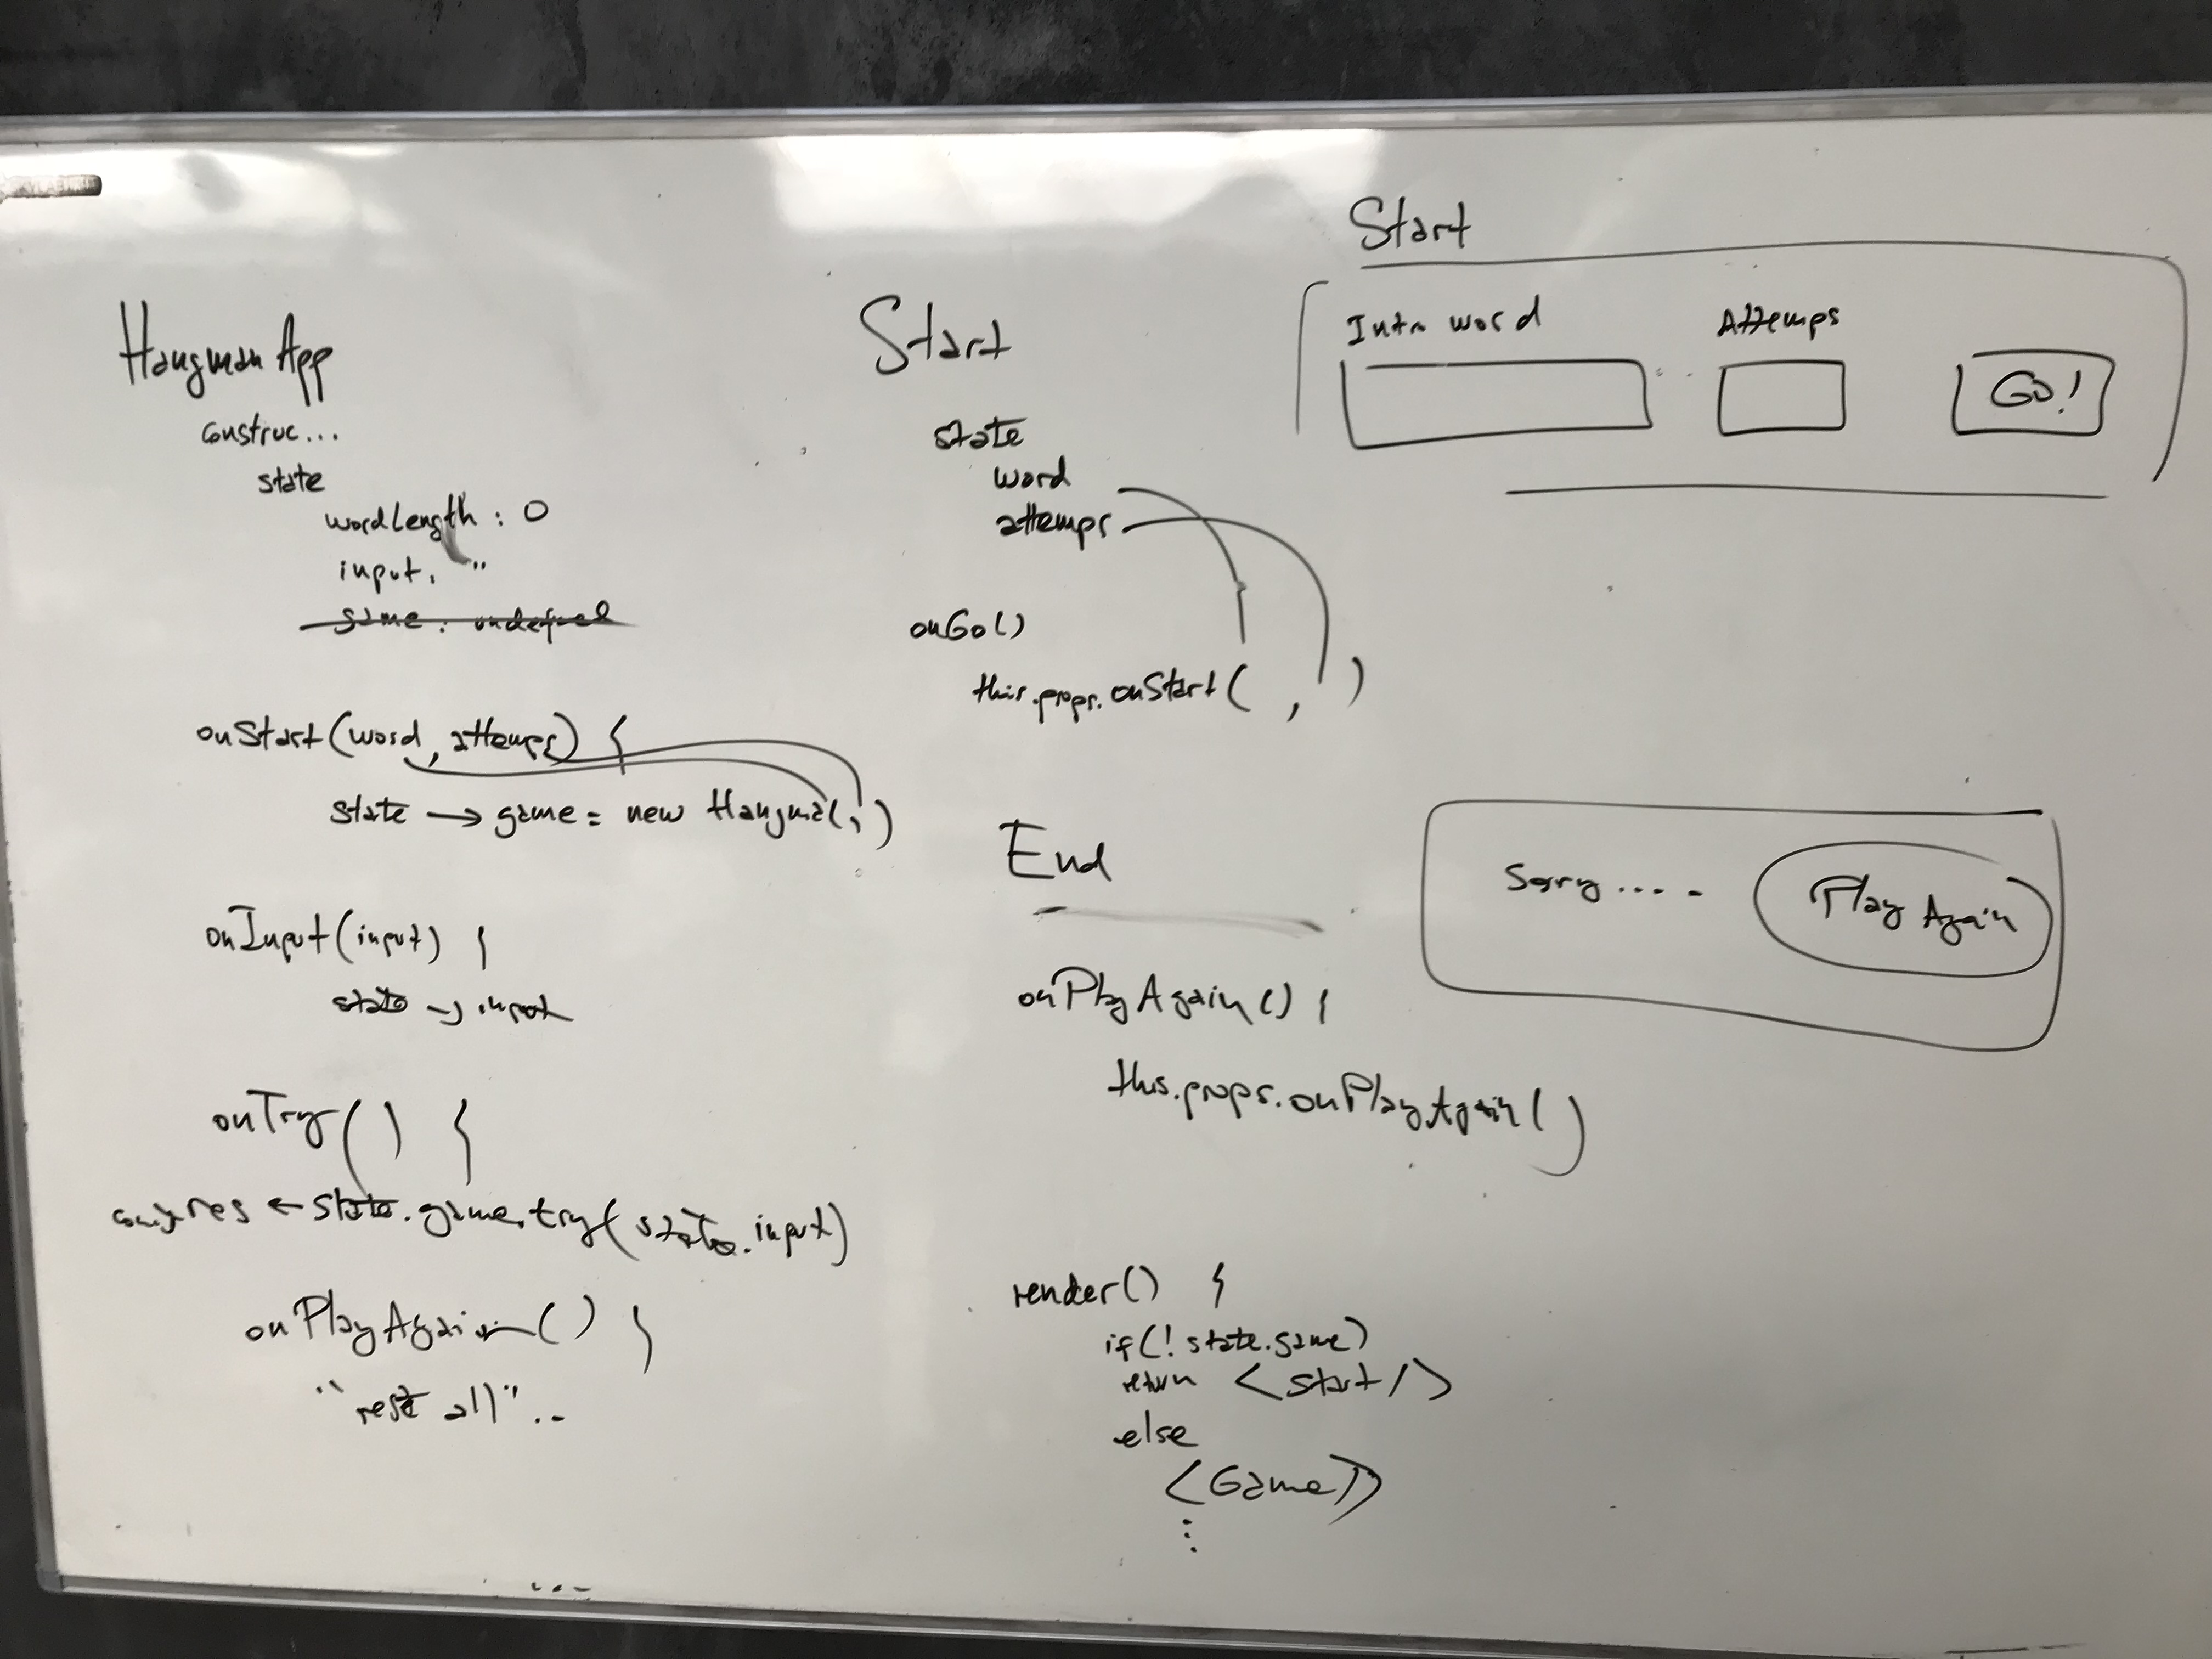 Hangman App
construc...
state
wordLength : 0
input. "
game : undefined
onStart(word, attemps) {
state → game = new Hangma( , )
onInput(input) {
state → input
onTry() {
res ← state.game.try(state.input)
onPlayAgain() {
"reset all" ..
Start
state
word
attemps
onGo()
this.props.onStart( , )
End
onPlayAgain() {
this.props.onPlayAgain()
render() {
if(! state.game)
return <Start/>
else
<Game/>
:
Start
Intro word Attemps
GO!
Sorry .... Play Again